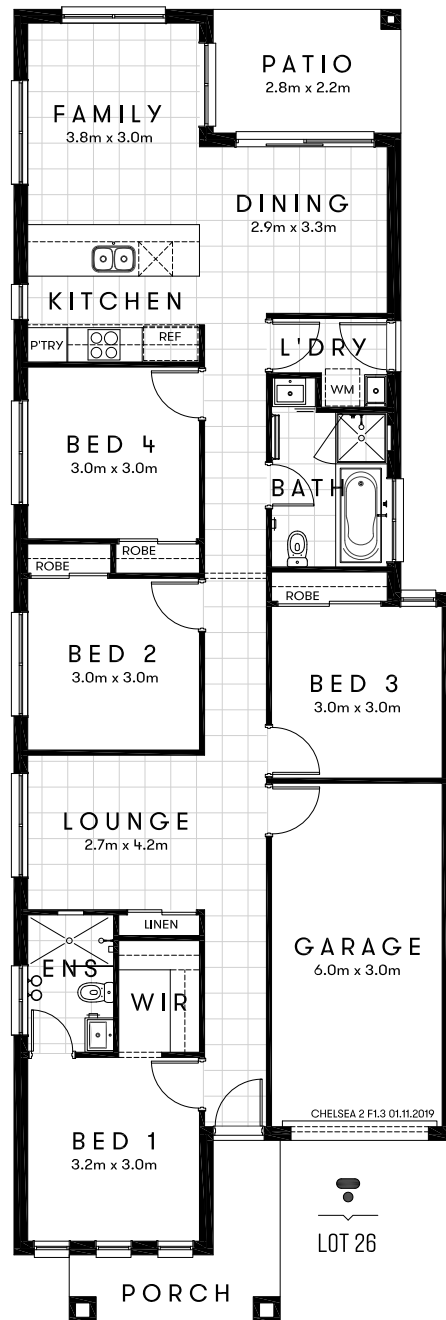 PATIO
2.8m x 2.2m
FAMILY
3.8m x 3.0m
DINING
2.9m x 3.3m
KITCHEN
P'TRY
REF
L'DRY
WM
BED 4
3.0m x 3.0m
BATH
ROBE
ROBE
ROBE
BED 2
3.0m x 3.0m
BED 3
3.0m x 3.0m
LOUNGE
2.7m x 4.2m
LINEN
ENS
WIR
GARAGE
6.0m x 3.0m
CHELSEA 2 F1.3 01.11.2019
BED 1
3.2m x 3.0m
LOT 26
PORCH